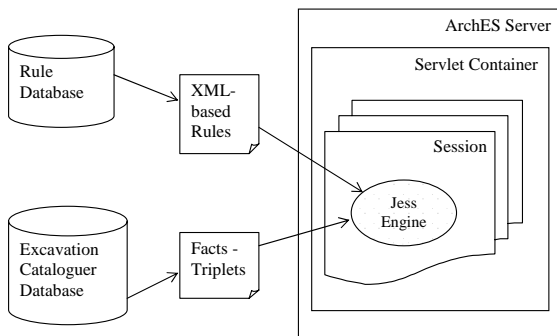 ArchES Server
Servlet Container
Rule
Database
XML-
based
Rules
Session
Jess
Engine
Excavation
Cataloguer
Database
Facts -
Triplets